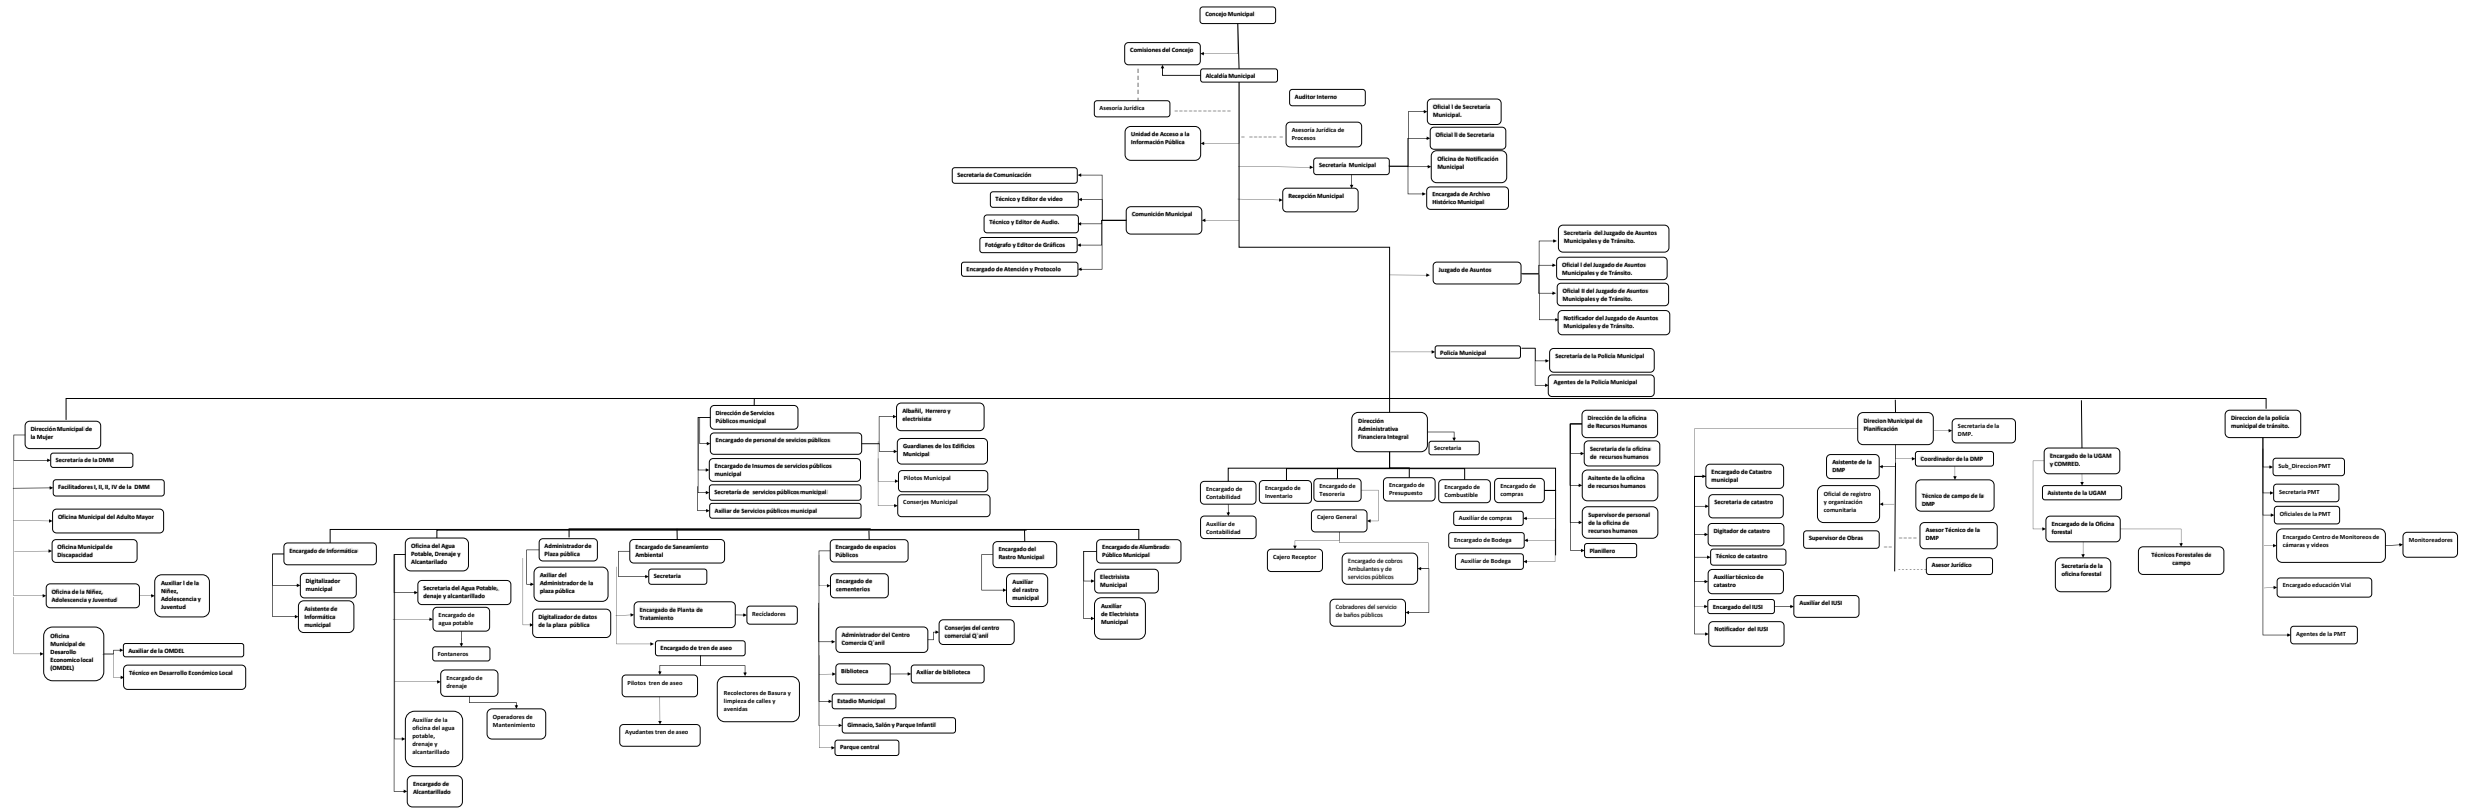 Concejo Municipal
Comisiones del Concejo
Alcaldía Municipal
Auditor Interno
Asesoría Jurídica
Oficial I de Secretaría
Municipal.
Unidad de Acceso a la
Información Pública
Asesoría Jurídica de
Procesos
Oficial II de Secretaria
Secretaría  Municipal
Oficina de Notificación
Municipal
Secretaria de Comunicación
Recepción Municipal
Encargada de Archivo
Histórico Municipal
Técnico y Editor de video
Comunición Municipal
Técnico y Editor de Audio.
Fotógrafo y Editor de Gráficos
Encargado de Atención y Protocolo
Secretaría  del Juzgado de Asuntos
Municipales y de Tránsito.
Juzgado de Asuntos
Oficial I del Juzgado de Asuntos
Municipales y de Tránsito.
Oficial II del Juzgado de Asuntos
Municipales y de Tránsito.
Notificador del Juzgado de Asuntos
Municipales y de Tránsito.
Policía Municipal
Secretaría de la Policía Municipal
Agentes de la Policía Municipal
Dirección Municipal de
la Mujer
Secretaría de la DMM
Facilitadores I, II, II, IV de la  DMM
Oficina Municipal del Adulto Mayor
Oficina Municipal de
Discapacidad
Oficina de la Niñez,
Adolescencia y Juventud
Auxiliar I de la
Niñez,
Adolescencia y
Juventud
Oficina
Municipal de
Desarollo
Economico local
(OMDEL)
Auxiliar de la OMDEL
Técnico en Desarrollo Económico Local
Dirección de Servicios
Públicos municipal
Encargado de personal de sevicios públicos
Encargado de Insumos de servicios públicos
municipal
Secretaría de  servicios públicos municipal
Axiliar de Servicios públicos municipal
Albañil,  Herrero y
electrisista
Guardianes de los Edificios
Municipal
Pilotos Municipal
Conserjes Municipal
Encargado de Informática
Digitalizador
municipal
Asistente de
Informática
municipal
Oficina del Agua
Potable, Drenaje y
Alcantarilado
Secretaria del Agua Potable,
denaje y alcantarillado
Encargado de
agua potable
Fontaneros
Encargado de
drenaje
Operadores de
Mantenimiento
Auxiliar de la
oficina del agua
potable,
drenaje y
alcantarillado
Encargado de
Alcantarillado
Administrador de
Plaza pública
Axiliar del
Administrador de la
plaza pública
Digitalizador de datos
de la plaza  pública
Encargado de Saneamiento
Ambiental
Secretaria
Encargado de Planta de
Tratamiento
Recicladores
Encargado de tren de aseo
Pilotos  tren de aseo
Recolectores de Basura y
limpieza de calles y
avenidas
Ayudantes tren de aseo
Encargado de espacios
Públicos
Encargado de
cementerios
Administrador del Centro
Comercia Q´anil
Conserjes del centro
comercial Q´anil
Biblioteca
Axiliar de biblioteca
Estadio Municipal
Gimnacio, Salón y Parque Infantil
Parque central
Encargado del
Rastro Municipal
Auxiliar
del rastro
municipal
Encargado de Alumbrado
Público Municipal
Electrisista
Municipal
Auxiliar
de Electrisista
Municipal
Dirección
Administrativa
Financiera Integral
Secretaria
Encargado de
Contabilidad
Auxiliar de
Contabilidad
Encargado de
Inventario
Encargado de
Tesoreria
Encargado de
Presupuesto
Encargado de
Combustible
Encargado de
compras
Cajero General
Cajero Receptor
Encargado de cobros
Ambulantes y de
servicios públicos
Cobradores del servicio
de baños públicos
Auxiliar de compras
Encargado de Bodega
Auxiliar de Bodega
Dirección de la oficina
de Recursos Humanos
Secretaria de la oficina
de  recursos humanos
Asitente de la oficina
de recursos humanos
Supervisor de personal
de la oficina de
recursos humanos
Planillero
Direcion Municipal de
Planificación
Secretaría de la
DMP.
Encargado de Catastro
municipal
Secretaria de catastro
Digitador de catastro
Técnico de catastro
Auxiliar técnico de
catastro
Encargado del IUSI
Auxiliar del IUSI
Notificador  del IUSI
Asistente de la
DMP
Coordinador de la DMP
Oficial de registro
y organización
comunitaria
Técnico de campo de la
DMP
Supervisor de Obras
Asesor Técnico de la
DMP
Asesor Jurídico
Encargado de la UGAM
y COMRED.
Asistente de la UGAM
Encargado de la Oficina
forestal
Secretaría de la
oficina forestal
Técnicos Forestales de
campo
Direccion de la policía
municipal de tránsito.
Sub_Direccion PMT
Secretaria PMT
Oficiales de la PMT
Encargado Centro de Monitoreos de
cámaras y videos
Monitoreadores
Encargado educación Vial
Agentes de la PMT